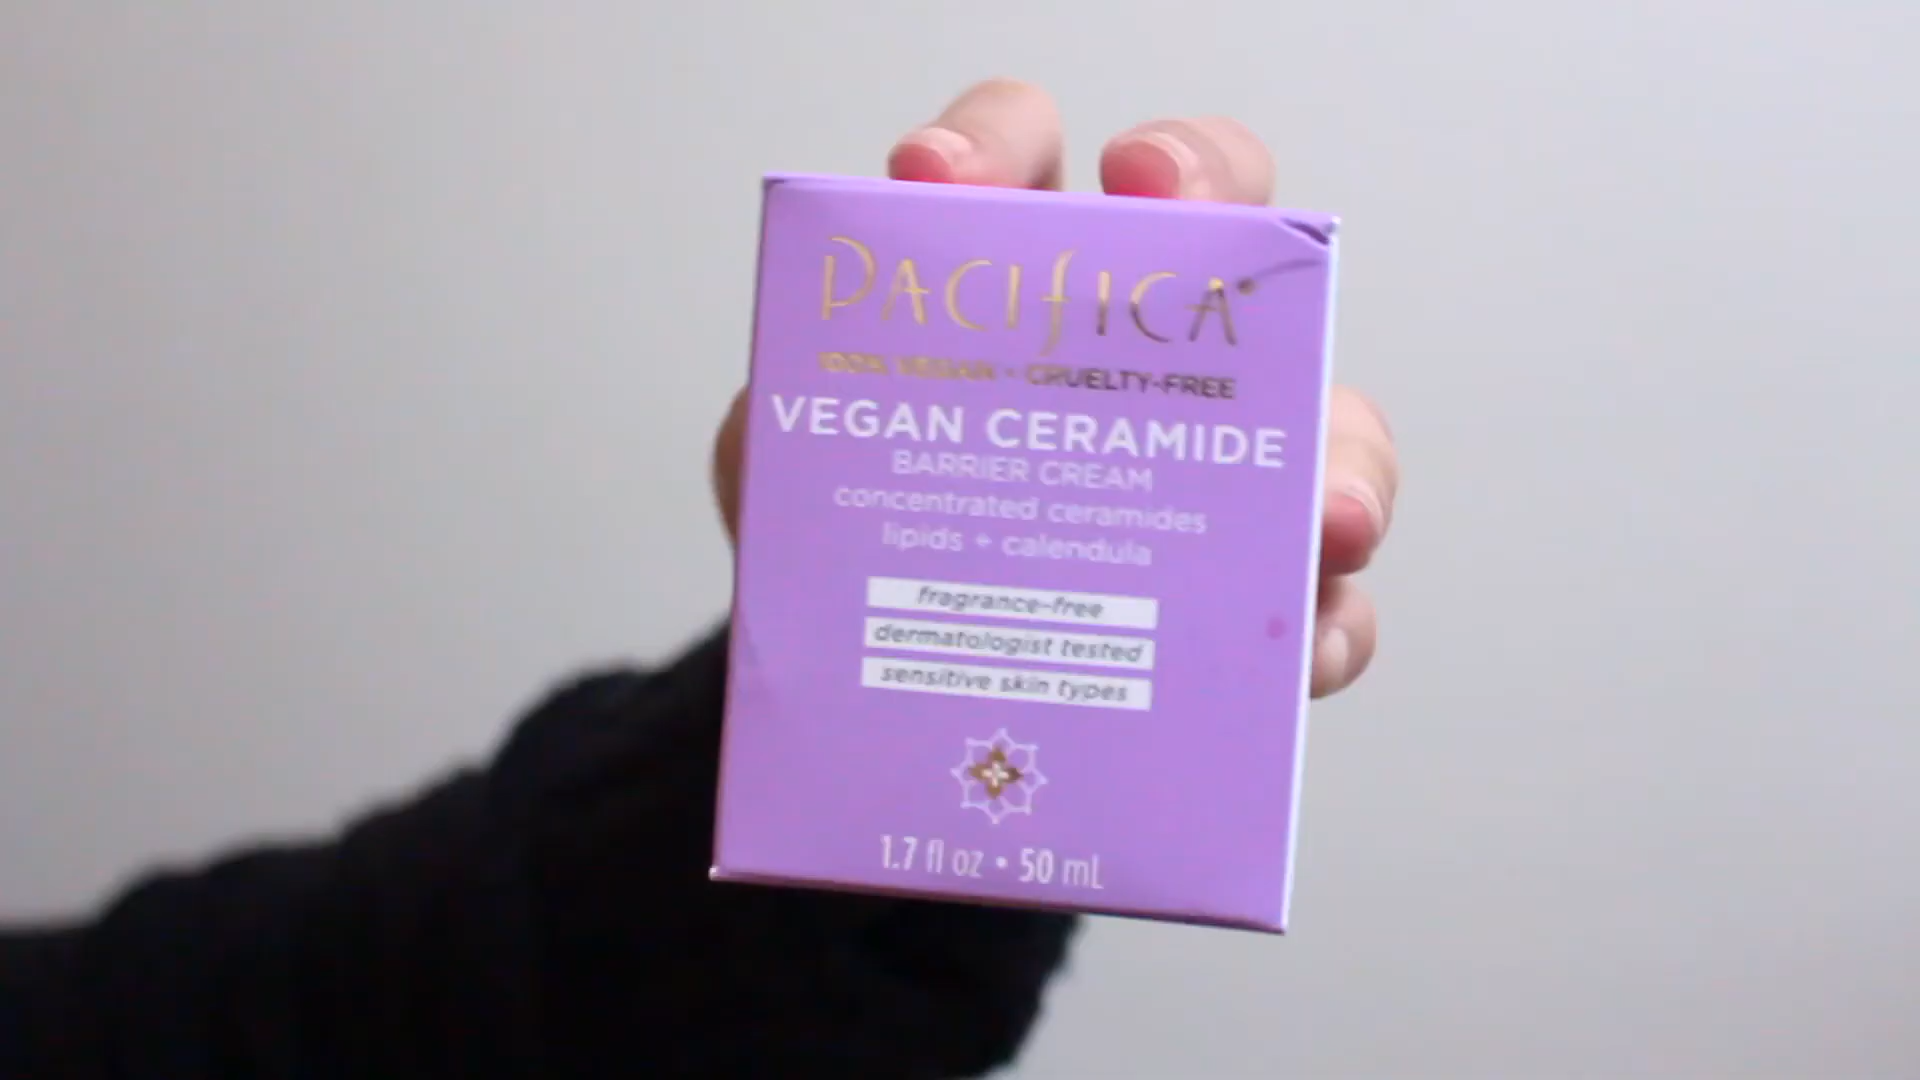 PACIFICA
100% VEGAN • CRUELTY-FREE
VEGAN CERAMIDE
BARRIER CREAM
concentrated ceramides
lipids + calendula
fragrance-free
dermatologist tested
sensitive skin types
1.7 fl oz • 50 mL